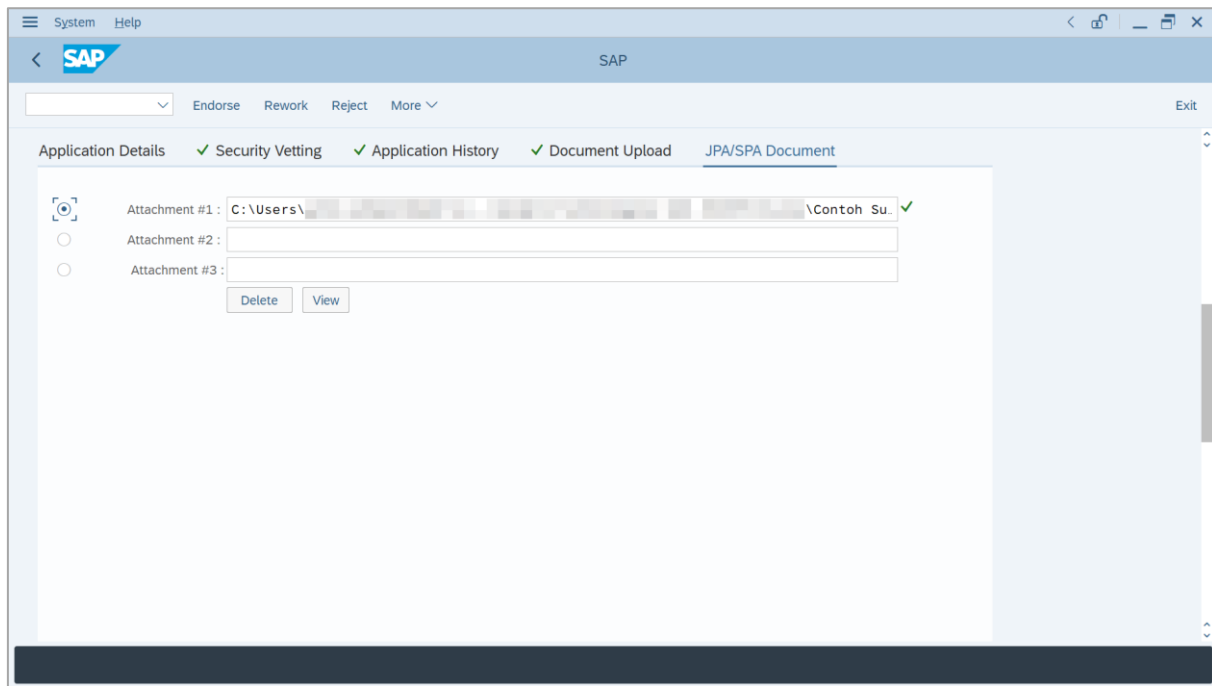 System Help
SAP
SAP
Endorse Rework Reject More Exit
Application Details Security Vetting Application History Document Upload JPA/SPA Document
Attachment #1 : C:\Users\ \Contoh Su…
Attachment #2 :
Attachment #3 :
Delete View